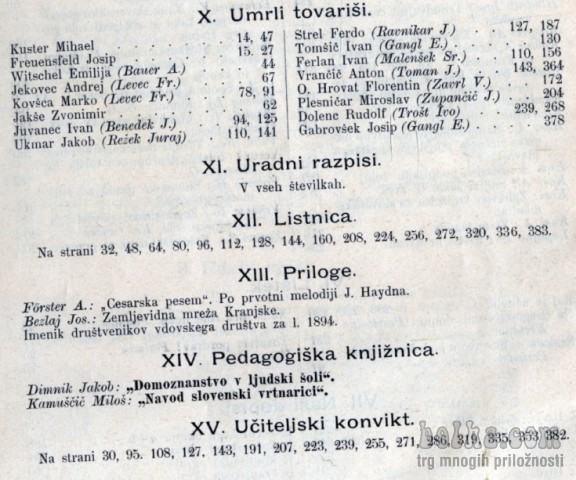 X. Umrli tovariši.
Kuster Mihael . . . . . 14, 47
Freuensfeld Josip . . . . 15. 27
Witschel Emilija (Bauer A.) . . . 44
Jekovec Andrej (Levec Fr.) . . . 67
Kovšca Marko (Levec Fr.) . . . 78, 91
Jakše Zvonimir . . . . 62
Juvanec Ivan (Benedek J.) . . 94, 125
Ukmar Jakob (Režek Juraj) . . 110, 141
Strel Ferdo (Ravnikar J.) . . . 127, 187
Tomšič Ivan (Gangl E.) . . . . 130
Ferlan Ivan (Malenšek Sr.) . . 110, 156
Vrančič Anton (Toman J.) . . 143, 364
O. Hrovat Florentin (Zavrl V.) . . 172
Plesničar Miroslav (Zupančič J.) . . 204
Dolenc Rudolf (Trošt Ivo) . . 239, 268
Gabrovšek Josip (Gangl E.) . . . 378
XI. Uradni razpisi.
V vseh številkah.
XII. Listnica.
Na strani 32, 48, 64, 80, 96, 112, 128, 144, 160, 208, 224, 256, 272, 320, 336, 383.
XIII. Priloge.
Förster A.: „Cesarska pesem“. Po prvotni melodiji J. Haydna.
Bezlaj Jos.: Zemljevidna mreža Kranjske.
Imenik društvenikov vdovskega društva za l. 1894.
XIV. Pedagogiška knjižnica.
Dimnik Jakob: „Domoznanstvo v ljudski šoli“.
Kamuščič Miloš: „Navod slovenski vrtnarici“.
XV. Učiteljski konvikt.
Na strani 30, 95, 108, 127, 143, 191, 207, 223, 239, 255, 271, 286, 319, 335, 353, 382.
bolha.com
trg mnogih priložnosti